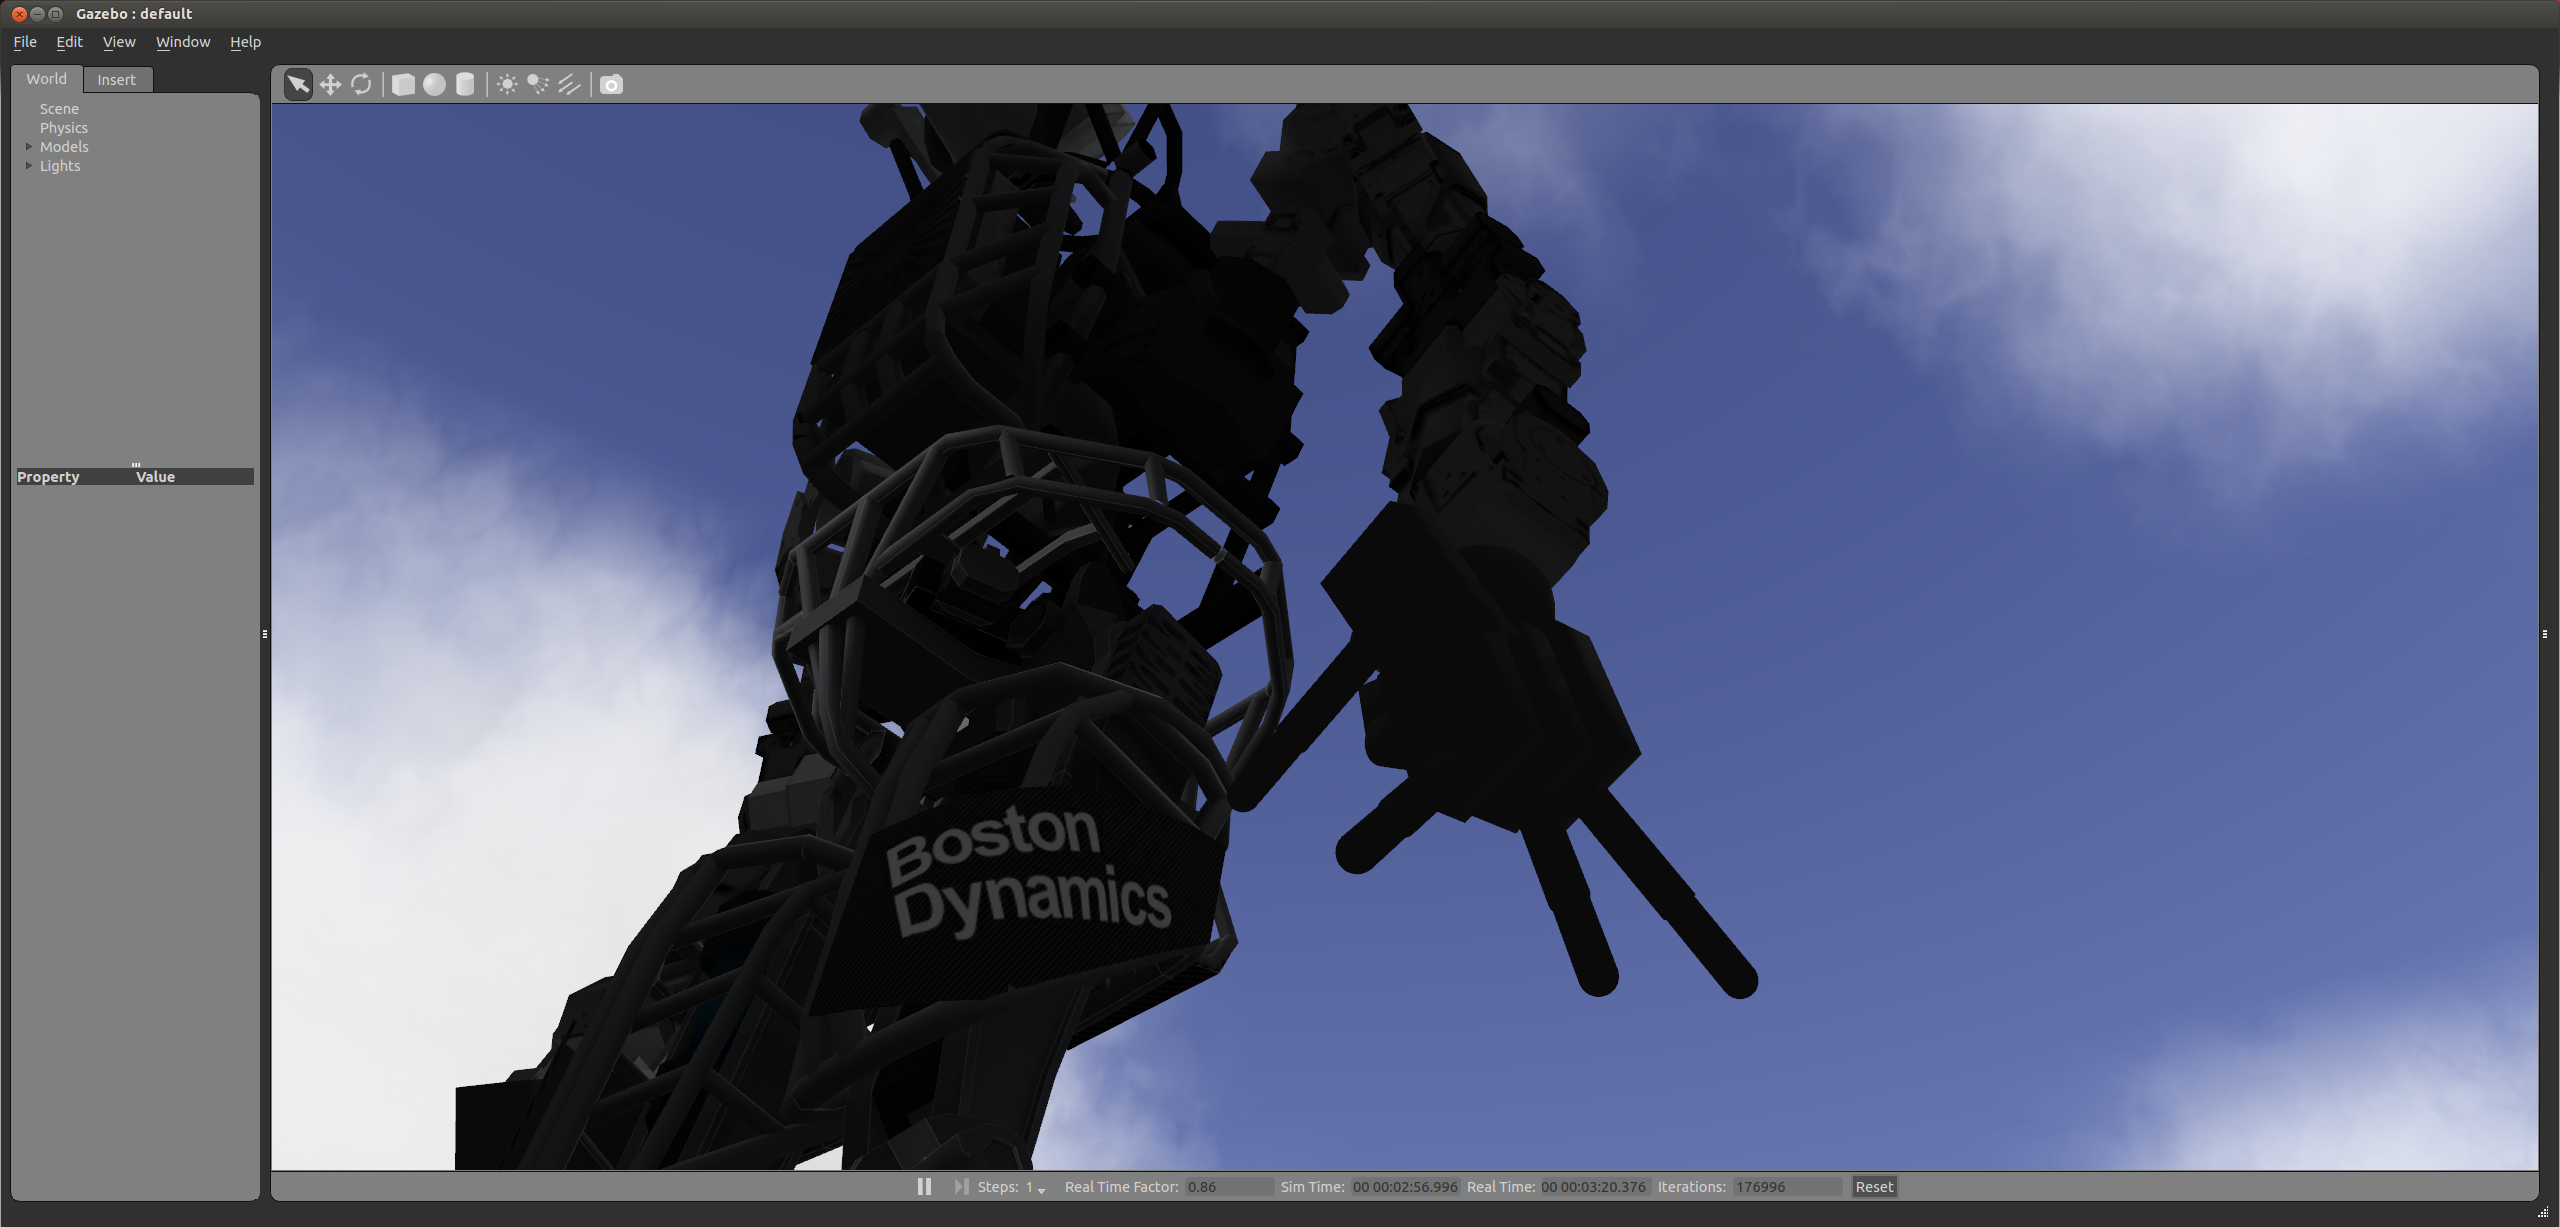 Gazebo : default
File Edit View Window Help
World Insert
Scene
Physics
Models
Lights
Property Value
Boston
Dynamics
Steps: 1 Real Time Factor: 0.86 Sim Time: 00 00:02:56.996 Real Time: 00 00:03:20.376 Iterations: 176996 Reset